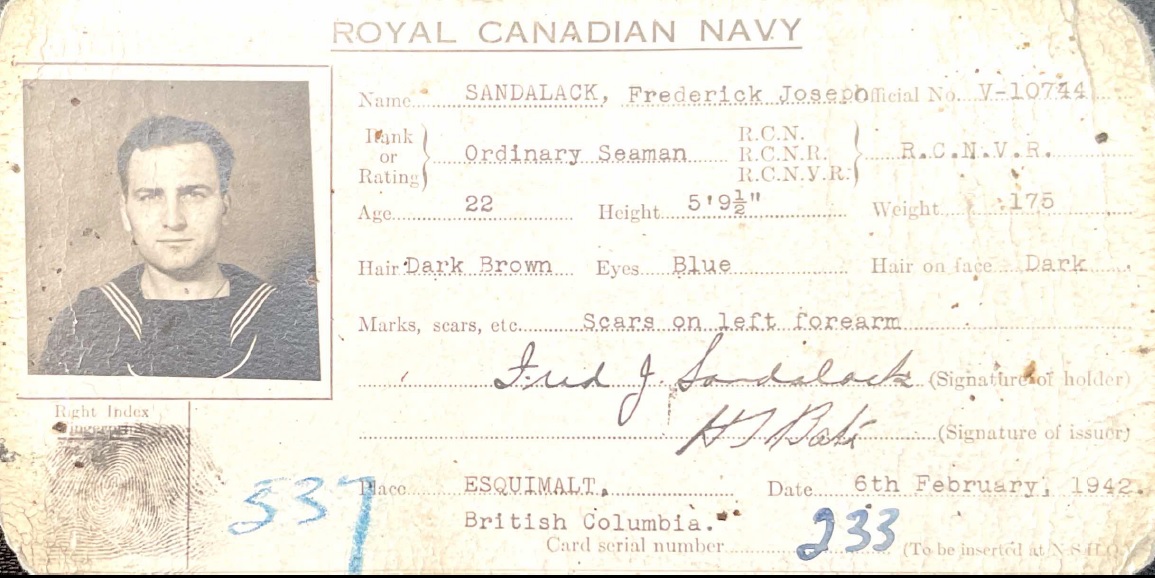 ROYAL CANADIAN NAVY
Name SANDALACK, Frederick Joseph Official No. V-10744
Rank or Rating Ordinary Seaman R.C.N. R.C.N.R. R.C.N.V.R. R.C.N.V.R.
Age 22 Height 5'9½" Weight 175
Hair Dark Brown Eyes Blue Hair on face Dark
Marks, scars, etc. Scars on left forearm
Fred J. Sandalack (Signature of holder)
(Signature of issuer)
Right Index
Fingerprint
537
Place ESQUIMALT, Date 6th February, 1942.
British Columbia.
Card serial number 233 (To be inserted at N.S.H.Q.)